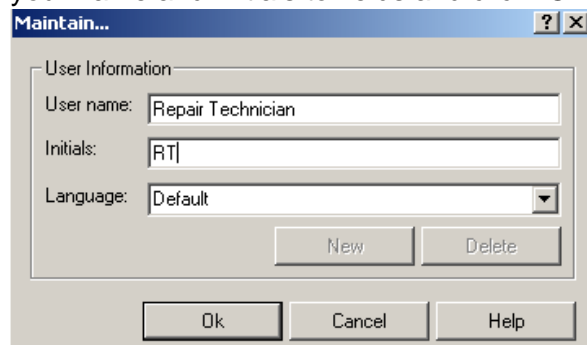 Maintain...
User Information
User name: Repair Technician
Initials: RT
Language: Default
New Delete
Ok Cancel Help